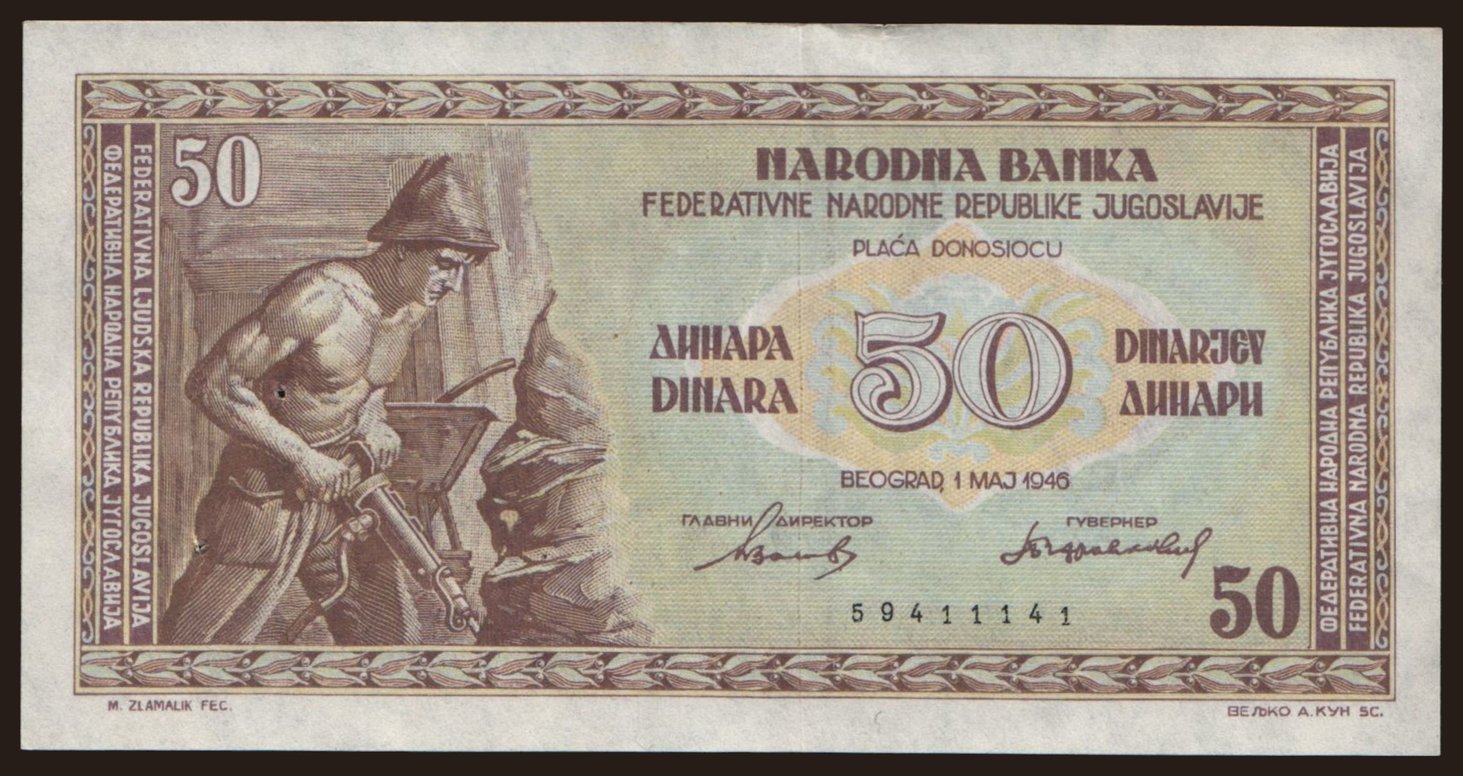 50
FEDERATIVNA LJUDSKA REPUBLIKA JUGOSLAVIJA
ФЕДЕРАТИВНА НАРОДНА РЕПУБЛИКА ЈУГОСЛАВИЈА
NARODNA BANKA
FEDERATIVNE NARODNE REPUBLIKE JUGOSLAVIJE
PLAĆA DONOSIOCU
ДИНАРА
DINARA
50
DINARJEV
ДИНАРИ
BEOGRAD, 1 MAJ 1946
ГЛАВНИ ДИРЕКТОР
ГУВЕРНЕР
59411141
50
ФЕДЕРАТИВНА НАРОДНА РЕПУБЛИКА ЈУГОСЛАВИЈА
FEDERATIVNA NARODNA REPUBLIKA JUGOSLAVIJA
M. ZLAMALIK FEC.
ВЕЉКО А. КУН SC.